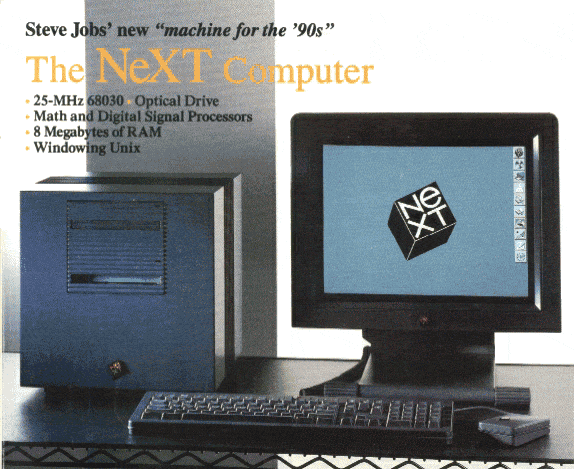 Steve Jobs' new "machine for the '90s"
The NeXT Computer
• 25-MHz 68030 • Optical Drive
• Math and Digital Signal Processors
• 8 Megabytes of RAM
• Windowing Unix
NeXT